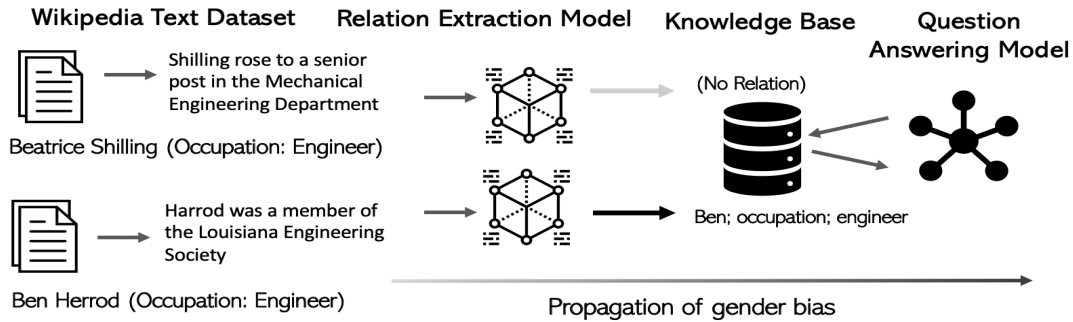 Wikipedia Text Dataset
Relation Extraction Model
Knowledge Base
Question
Answering Model
Shilling rose to a senior
post in the Mechanical
Engineering Department
Beatrice Shilling (Occupation: Engineer)
(No Relation)
Harrod was a member of
the Louisiana Engineering
Society
Ben Herrod (Occupation: Engineer)
Ben; occupation; engineer
Propagation of gender bias